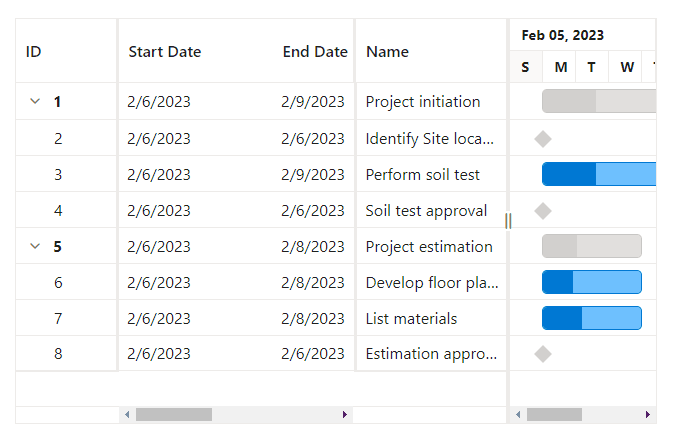 ID Start Date End Date Name Feb 05, 2023
S M T W
1 2/6/2023 2/9/2023 Project initiation
2 2/6/2023 2/6/2023 Identify Site loca...
3 2/6/2023 2/9/2023 Perform soil test
4 2/6/2023 2/6/2023 Soil test approval
5 2/6/2023 2/8/2023 Project estimation
6 2/6/2023 2/8/2023 Develop floor pla...
7 2/6/2023 2/8/2023 List materials
8 2/6/2023 2/6/2023 Estimation appro...